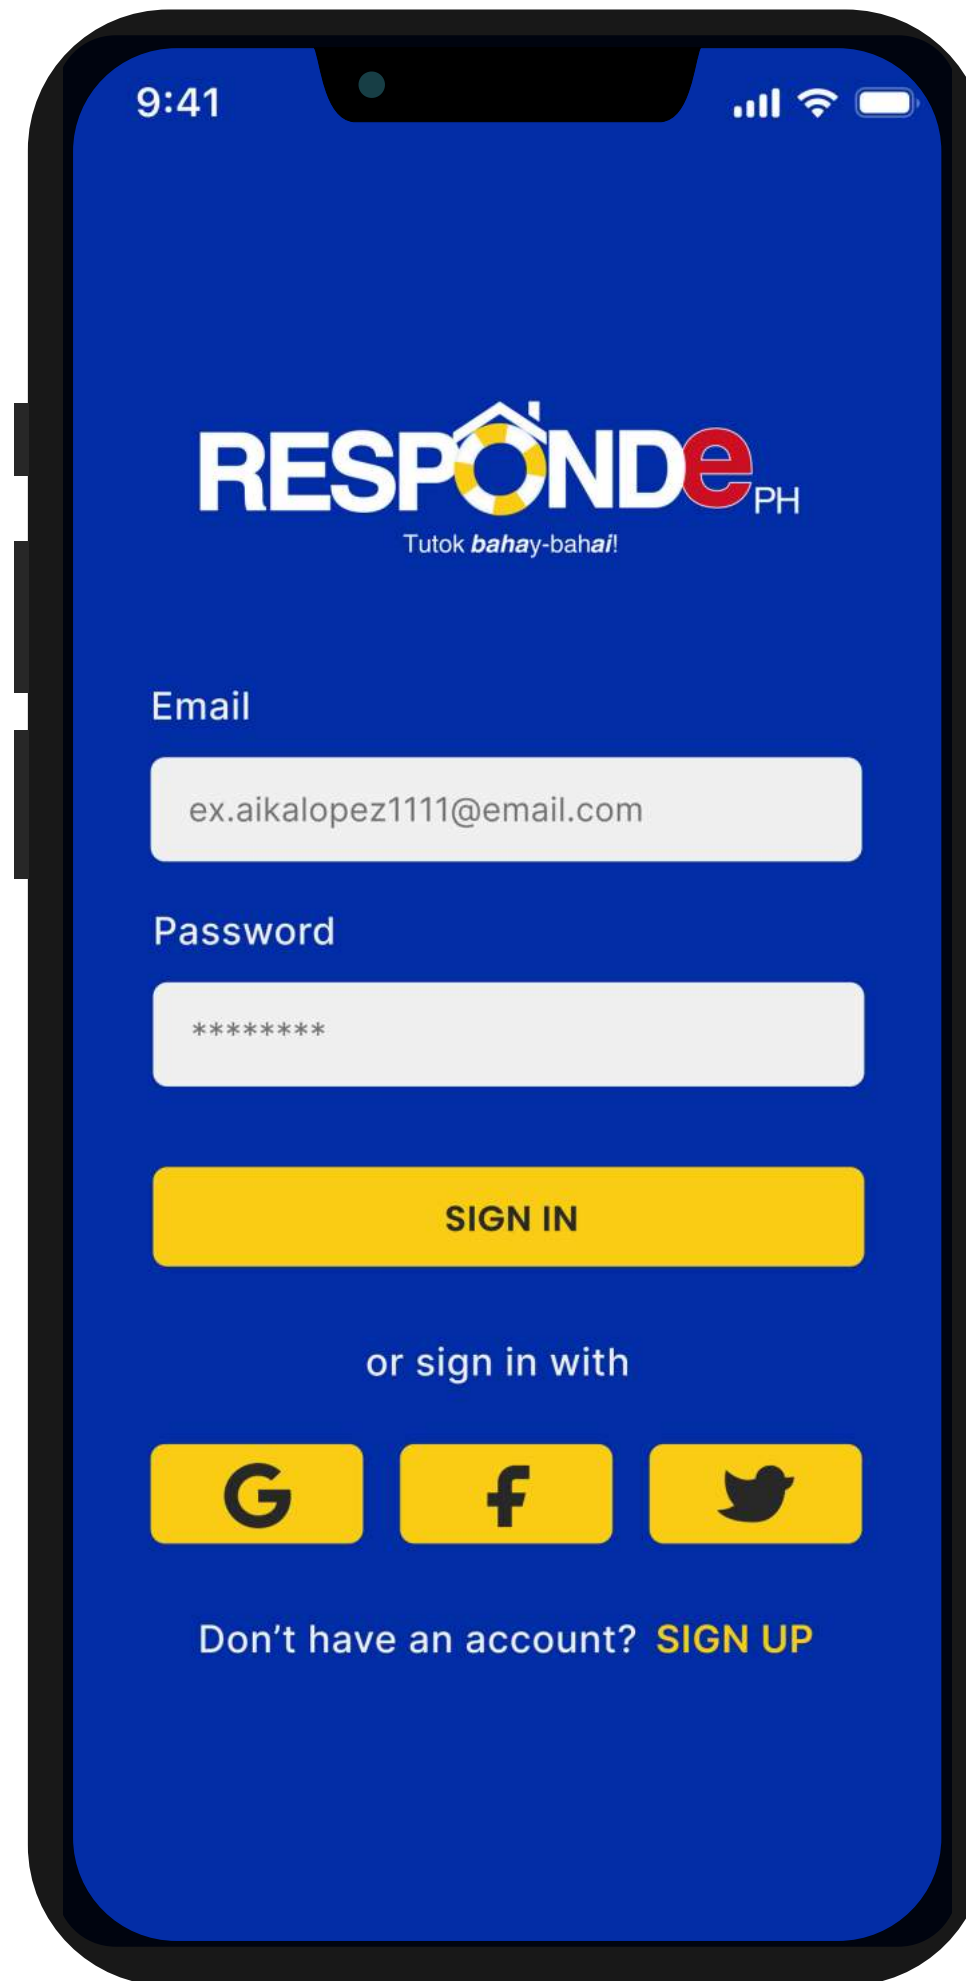 9:41
RESPONDe PH
Tutok bahay-bahai!
Email
ex.aikalopez1111@email.com
Password
********
SIGN IN
or sign in with
G f
Don’t have an account? SIGN UP